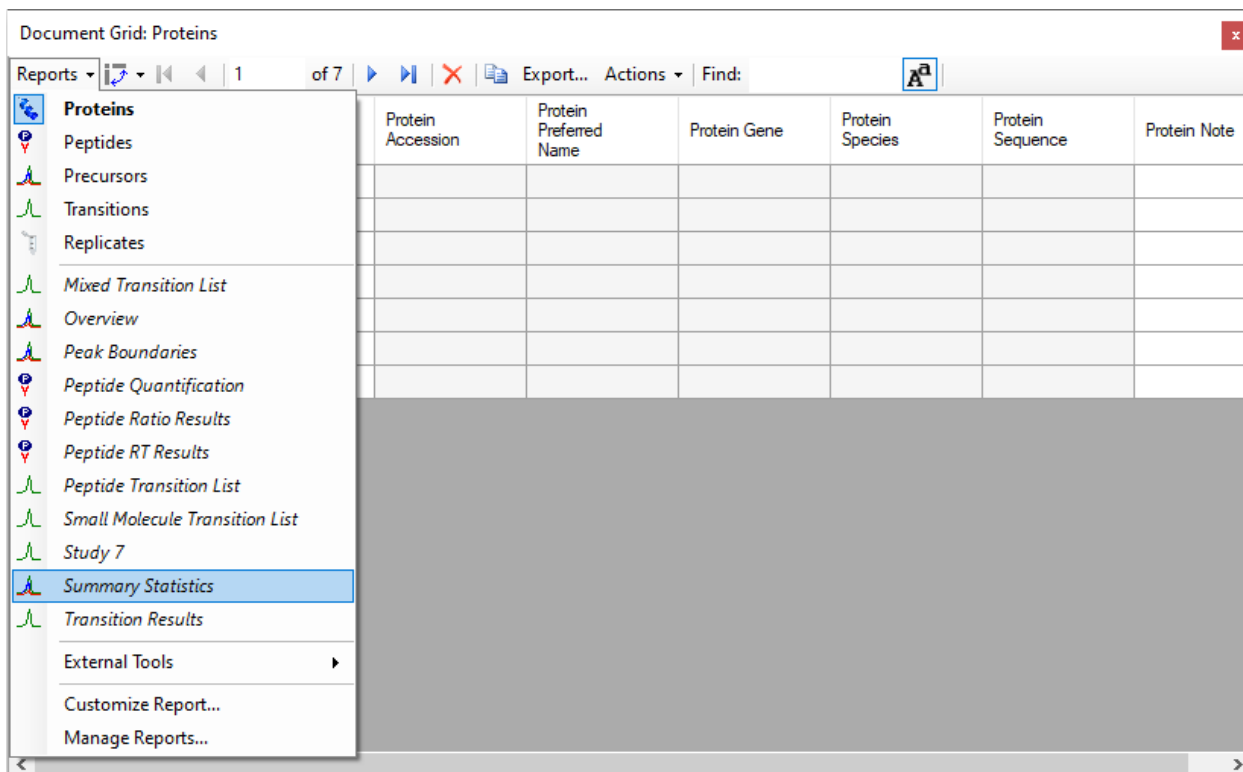 Document Grid: Proteins
x
Reports 1 of 7 Export... Actions Find: Aa
Proteins
Peptides
Precursors
Transitions
Replicates
Mixed Transition List
Overview
Peak Boundaries
Peptide Quantification
Peptide Ratio Results
Peptide RT Results
Peptide Transition List
Small Molecule Transition List
Study 7
Summary Statistics
Transition Results
External Tools
Customize Report...
Manage Reports...
Protein
Accession
Protein
Preferred
Name
Protein Gene
Protein
Species
Protein
Sequence
Protein Note